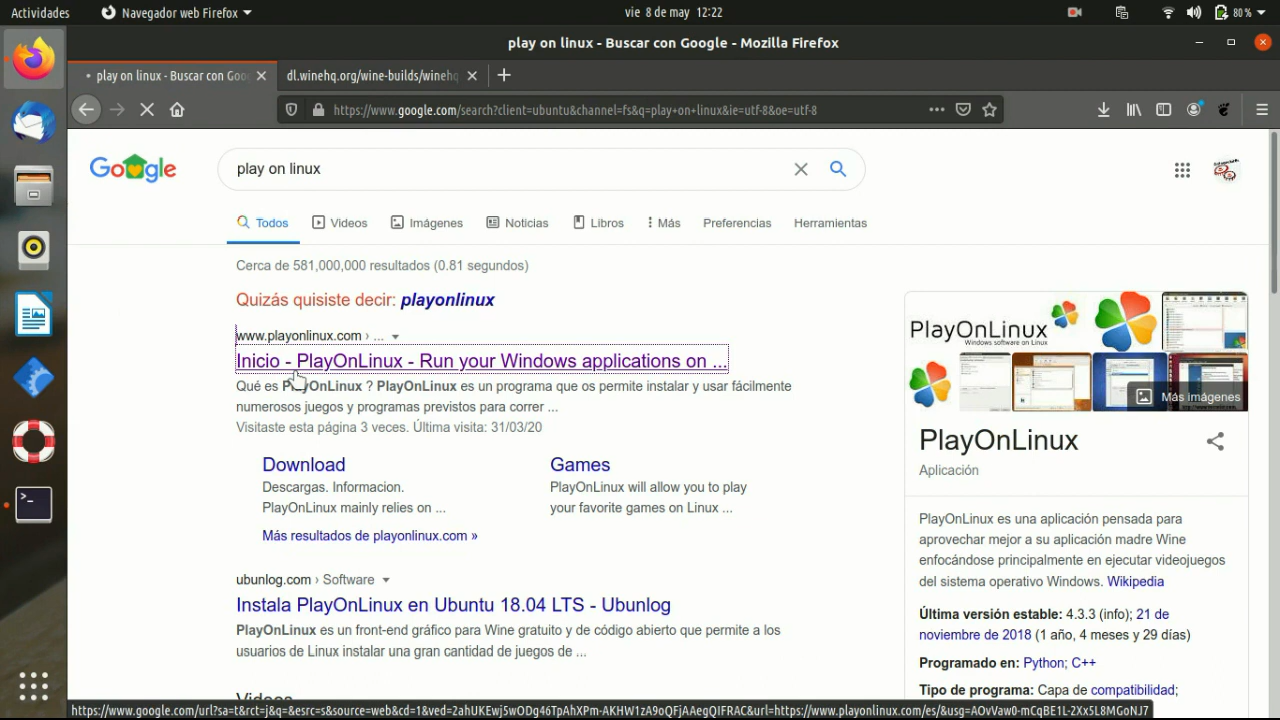 Actividades
Navegador web Firefox
vie 8 de may 12:22
80 %
play on linux - Buscar con Google - Mozilla Firefox
play on linux - Buscar con Goo
dl.winehq.org/wine-builds/winehq
https://www.google.com/search?client=ubuntu&channel=fs&q=play+on+linux&ie=utf-8&oe=utf-8
Google
play on linux
Todos
Videos
Imágenes
Noticias
Libros
Más
Preferencias
Herramientas
Cerca de 581,000,000 resultados (0.81 segundos)
Quizás quisiste decir: playonlinux
www.playonlinux.com › ...
Inicio - PlayOnLinux - Run your Windows applications on ...
Qué es PlayOnLinux ? PlayOnLinux es un programa que os permite instalar y usar fácilmente
numerosos juegos y programas previstos para correr ...
Visitaste esta página 3 veces. Última visita: 31/03/20
Download
Descargas. Informacion.
PlayOnLinux mainly relies on ...
Games
PlayOnLinux will allow you to play
your favorite games on Linux ...
Más resultados de playonlinux.com »
ubunlog.com › Software
Instala PlayOnLinux en Ubuntu 18.04 LTS - Ubunlog
PlayOnLinux es un front-end gráfico para Wine gratuito y de código abierto que permite a los
usuarios de Linux instalar una gran cantidad de juegos de ...
Videos
PlayOnLinux
Windows software on Linux
Más imágenes
PlayOnLinux
Aplicación
PlayOnLinux es una aplicación pensada para
aprovechar mejor a su aplicación madre Wine
enfocándose principalmente en ejecutar videojuegos
del sistema operativo Windows. Wikipedia
Última versión estable: 4.3.3 (info); 21 de
noviembre de 2018 (1 año, 4 meses y 29 días)
Programado en: Python; C++
Tipo de programa: Capa de compatibilidad;
https://www.google.com/url?sa=t&rct=j&q=&esrc=s&source=web&cd=1&ved=2ahUKEwj5wODg46TpAhXPm-AKHW1zA9oQFjAAegQIFRAC&url=https://www.playonlinux.com/es/&usg=AOvVaw0-mCqBE1L-2Xx5L8MGoNJ7